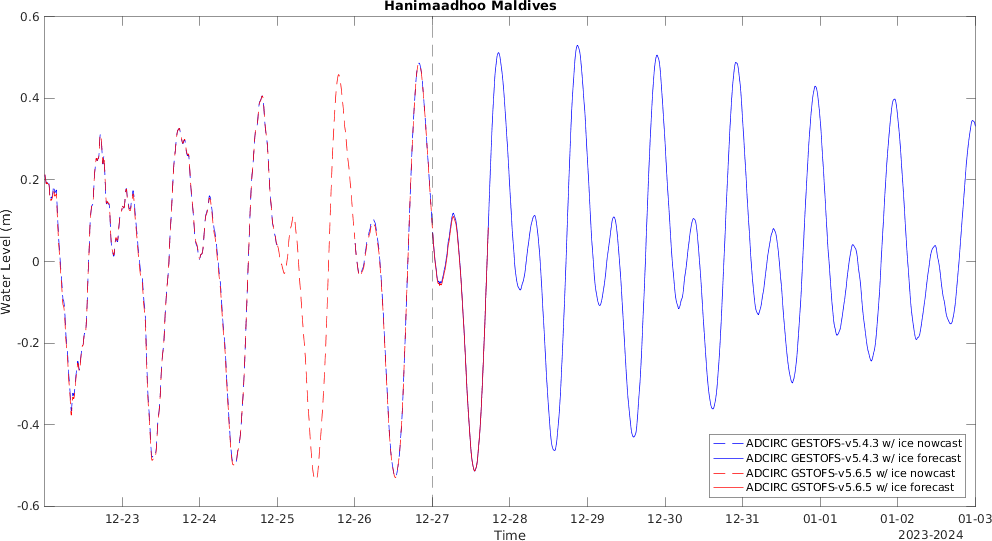 Hanimaadhoo Maldives
0.6
0.4
0.2
0
-0.2
-0.4
-0.6
Water Level (m)
ADCIRC GESTOFS-v5.4.3 w/ ice nowcast
ADCIRC GESTOFS-v5.4.3 w/ ice forecast
ADCIRC GSTOFS-v5.6.5 w/ ice nowcast
ADCIRC GSTOFS-v5.6.5 w/ ice forecast
12-23 12-24 12-25 12-26 12-27 12-28 12-29 12-30 12-31 01-01 01-02 01-03
Time
2023-2024